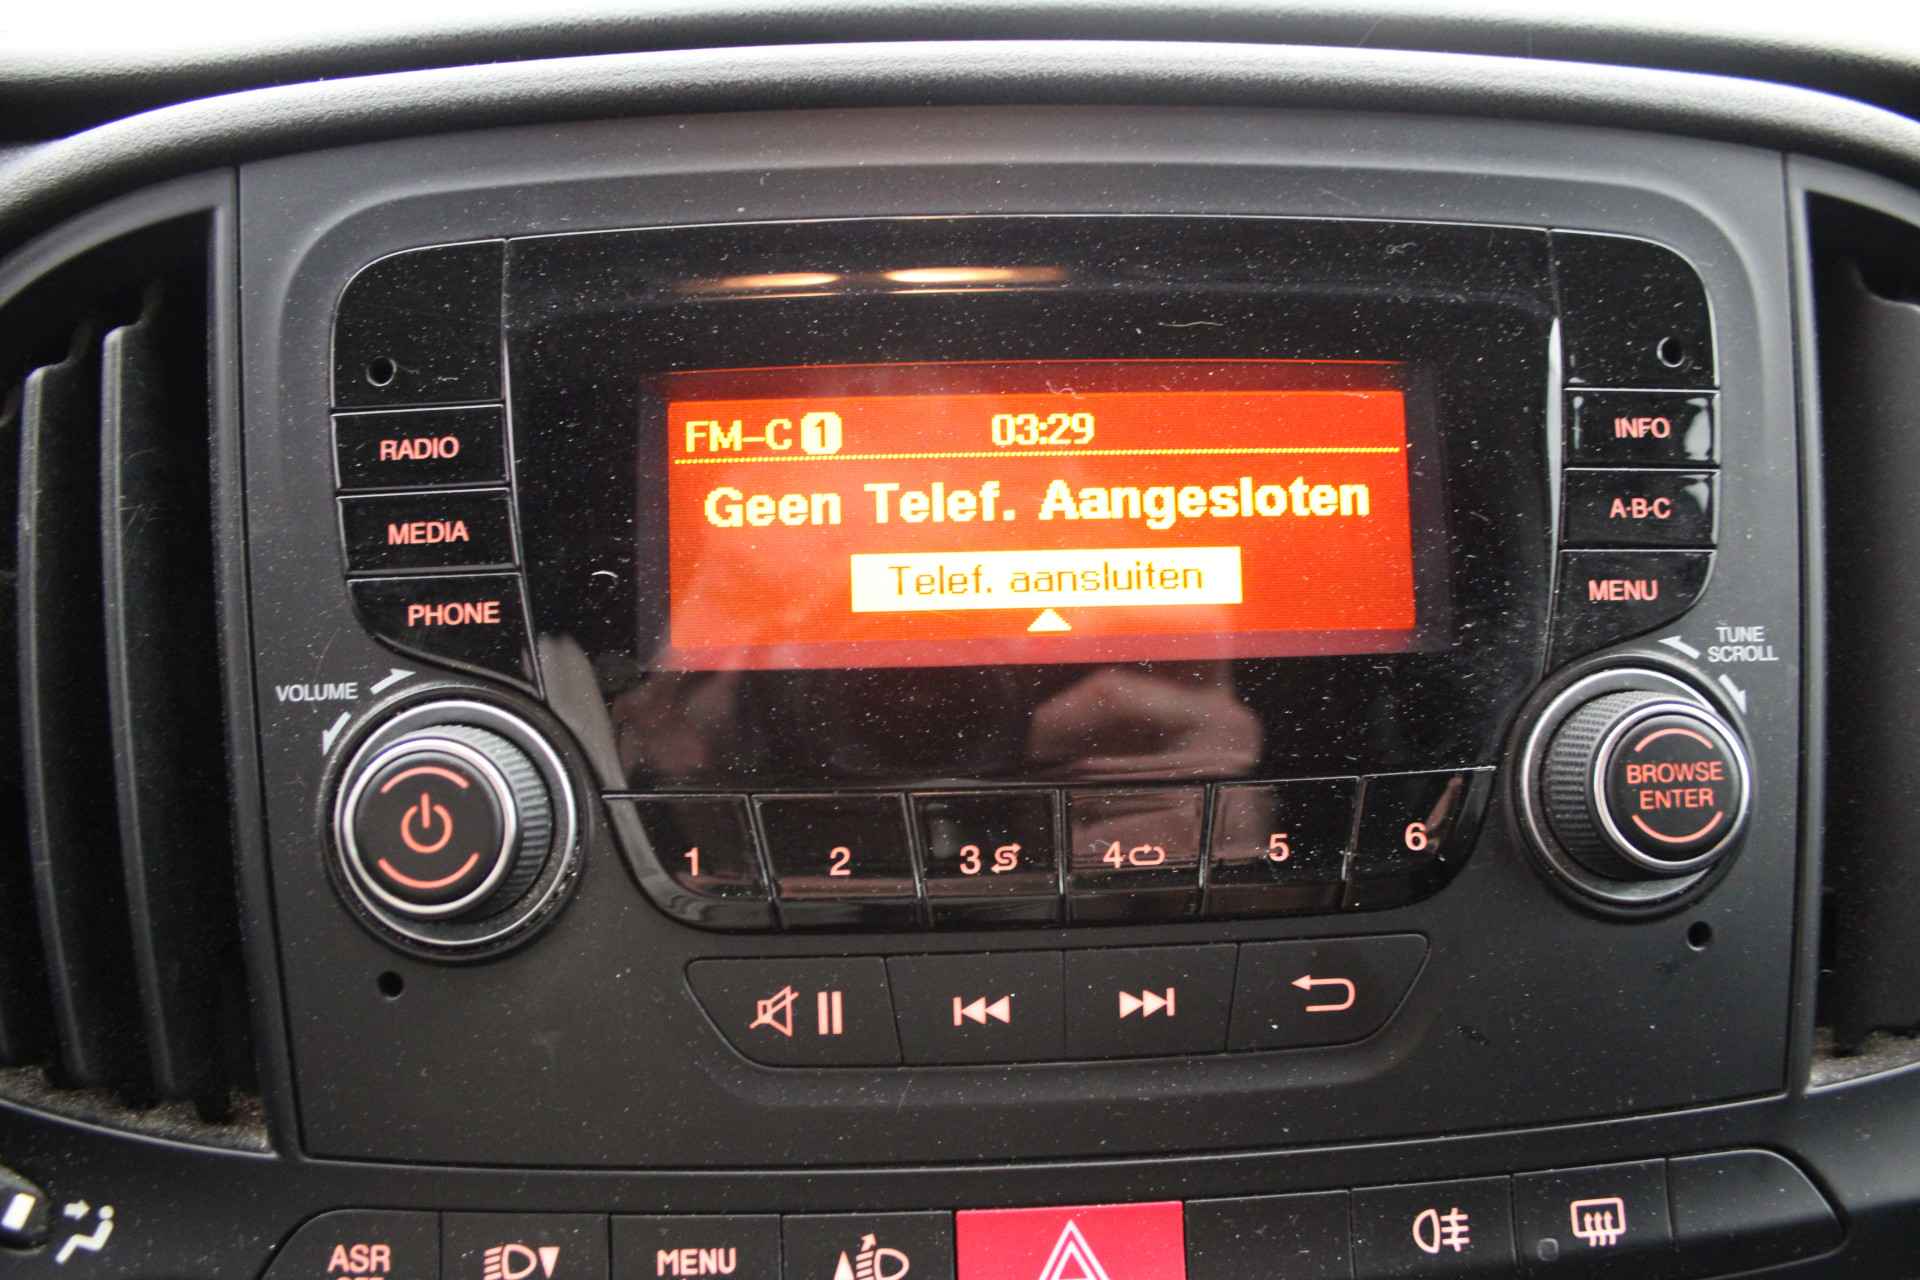 FM-C 1 03:29
Geen Telef. Aangesloten
Telef. aansluiten
RADIO
MEDIA
PHONE
VOLUME
INFO
A-B-C
MENU
TUNE
SCROLL
BROWSE
ENTER
1 2 3 4 5 6
ASR
MENU